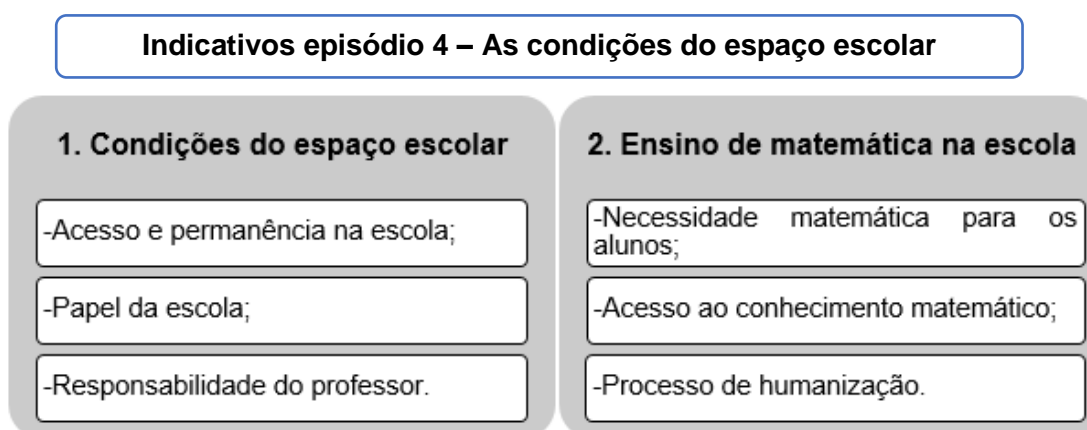 Indicativos episódio 4 – As condições do espaço escolar
1. Condições do espaço escolar
-Acesso e permanência na escola;
-Papel da escola;
-Responsabilidade do professor.
2. Ensino de matemática na escola
-Necessidade matemática para os
alunos;
-Acesso ao conhecimento matemático;
-Processo de humanização.